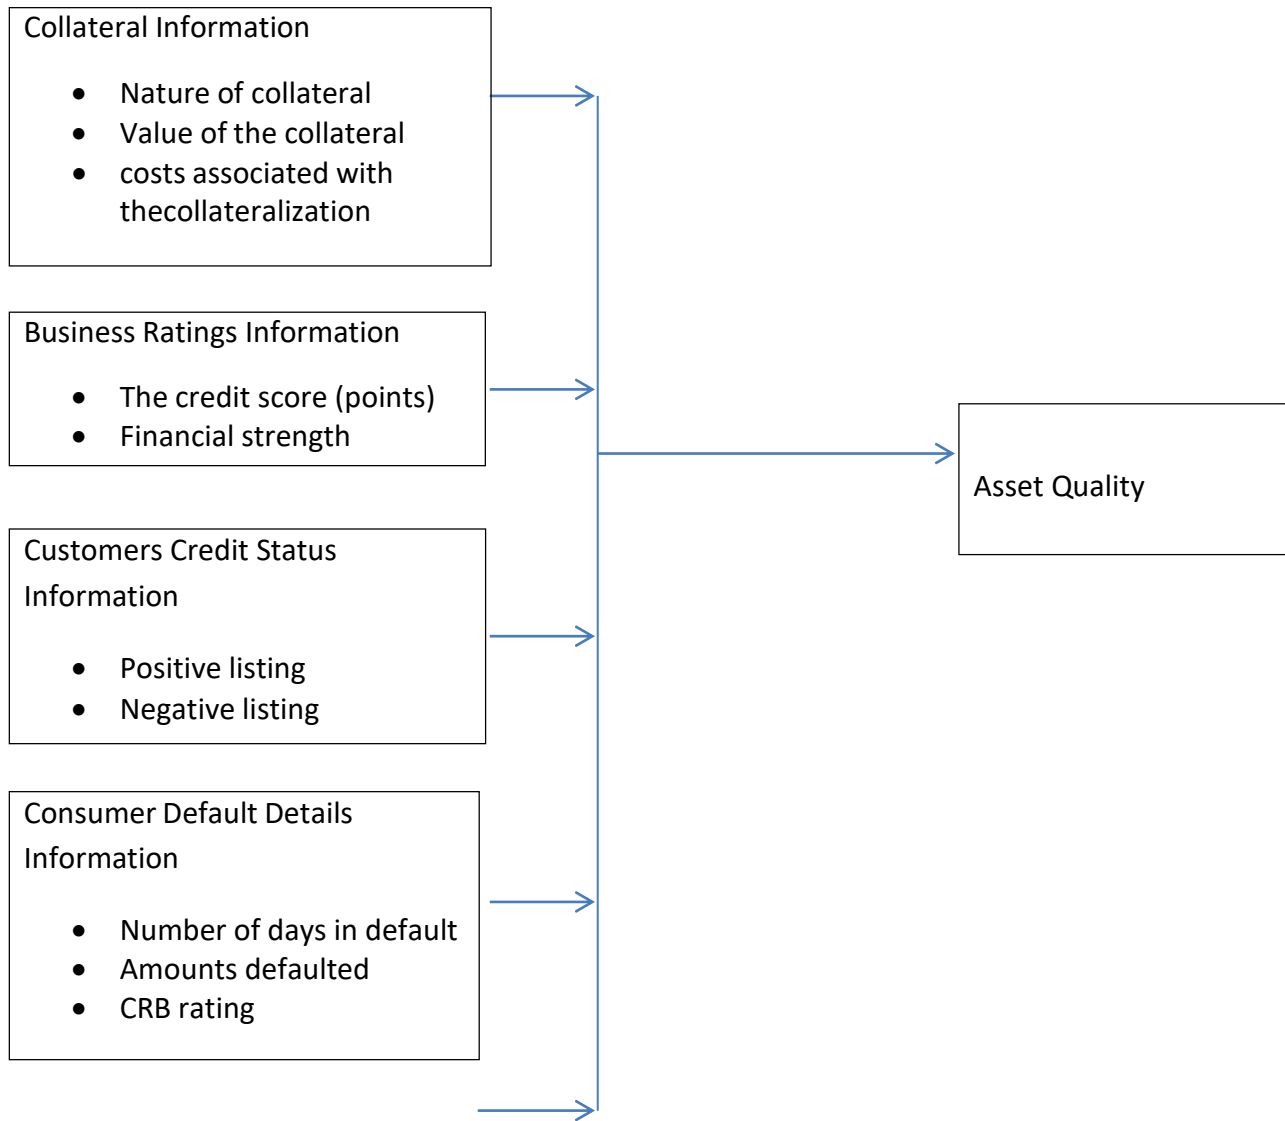 Collateral Information
• Nature of collateral
• Value of the collateral
• costs associated with
thecollateralization
Business Ratings Information
• The credit score (points)
• Financial strength
Customers Credit Status
Information
• Positive listing
• Negative listing
Consumer Default Details
Information
• Number of days in default
• Amounts defaulted
• CRB rating
Asset Quality